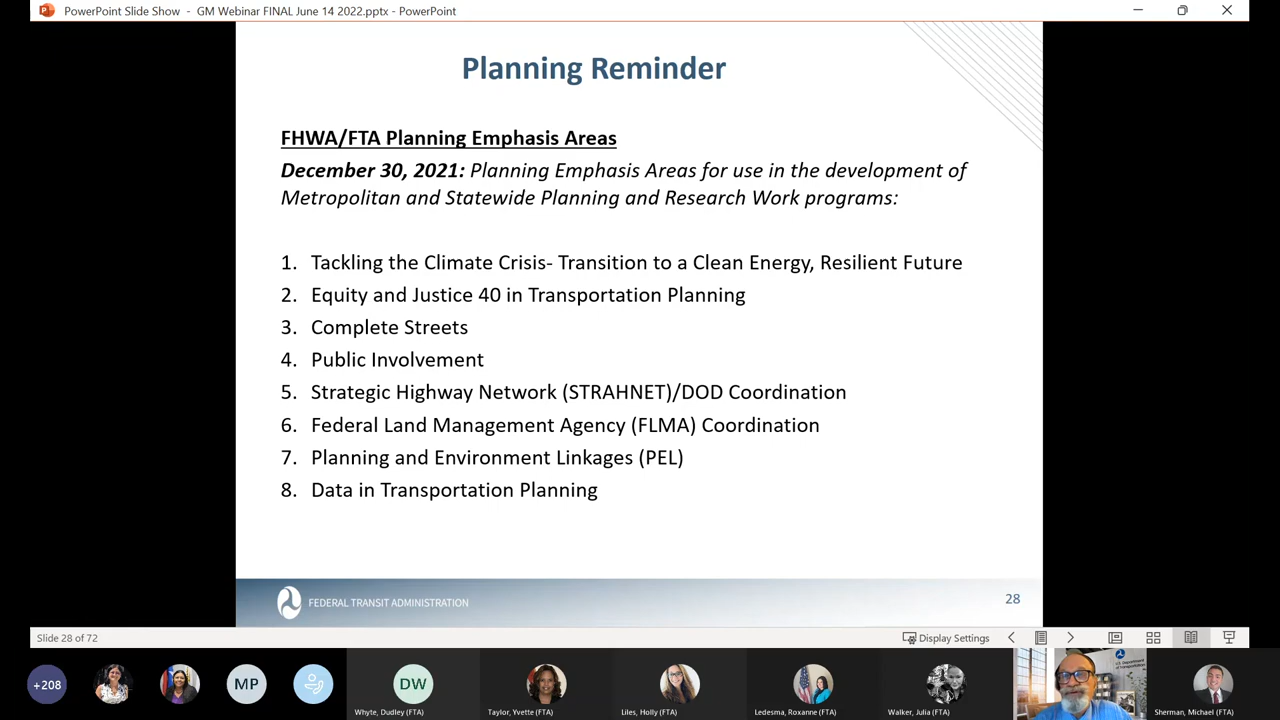 PowerPoint Slide Show - GM Webinar FINAL June 14 2022.pptx - PowerPoint
Planning Reminder
FHWA/FTA Planning Emphasis Areas
December 30, 2021: Planning Emphasis Areas for use in the development of
Metropolitan and Statewide Planning and Research Work programs:
1. Tackling the Climate Crisis- Transition to a Clean Energy, Resilient Future
2. Equity and Justice 40 in Transportation Planning
3. Complete Streets
4. Public Involvement
5. Strategic Highway Network (STRAHNET)/DOD Coordination
6. Federal Land Management Agency (FLMA) Coordination
7. Planning and Environment Linkages (PEL)
8. Data in Transportation Planning
FEDERAL TRANSIT ADMINISTRATION
28
Slide 28 of 72
Display Settings
+208
MP
DW
Whyte, Dudley (FTA)
Taylor, Yvette (FTA)
Liles, Holly (FTA)
Ledesma, Roxanne (FTA)
Walker, Julia (FTA)
U.S. Department
of Transportation
Sherman, Michael (FTA)